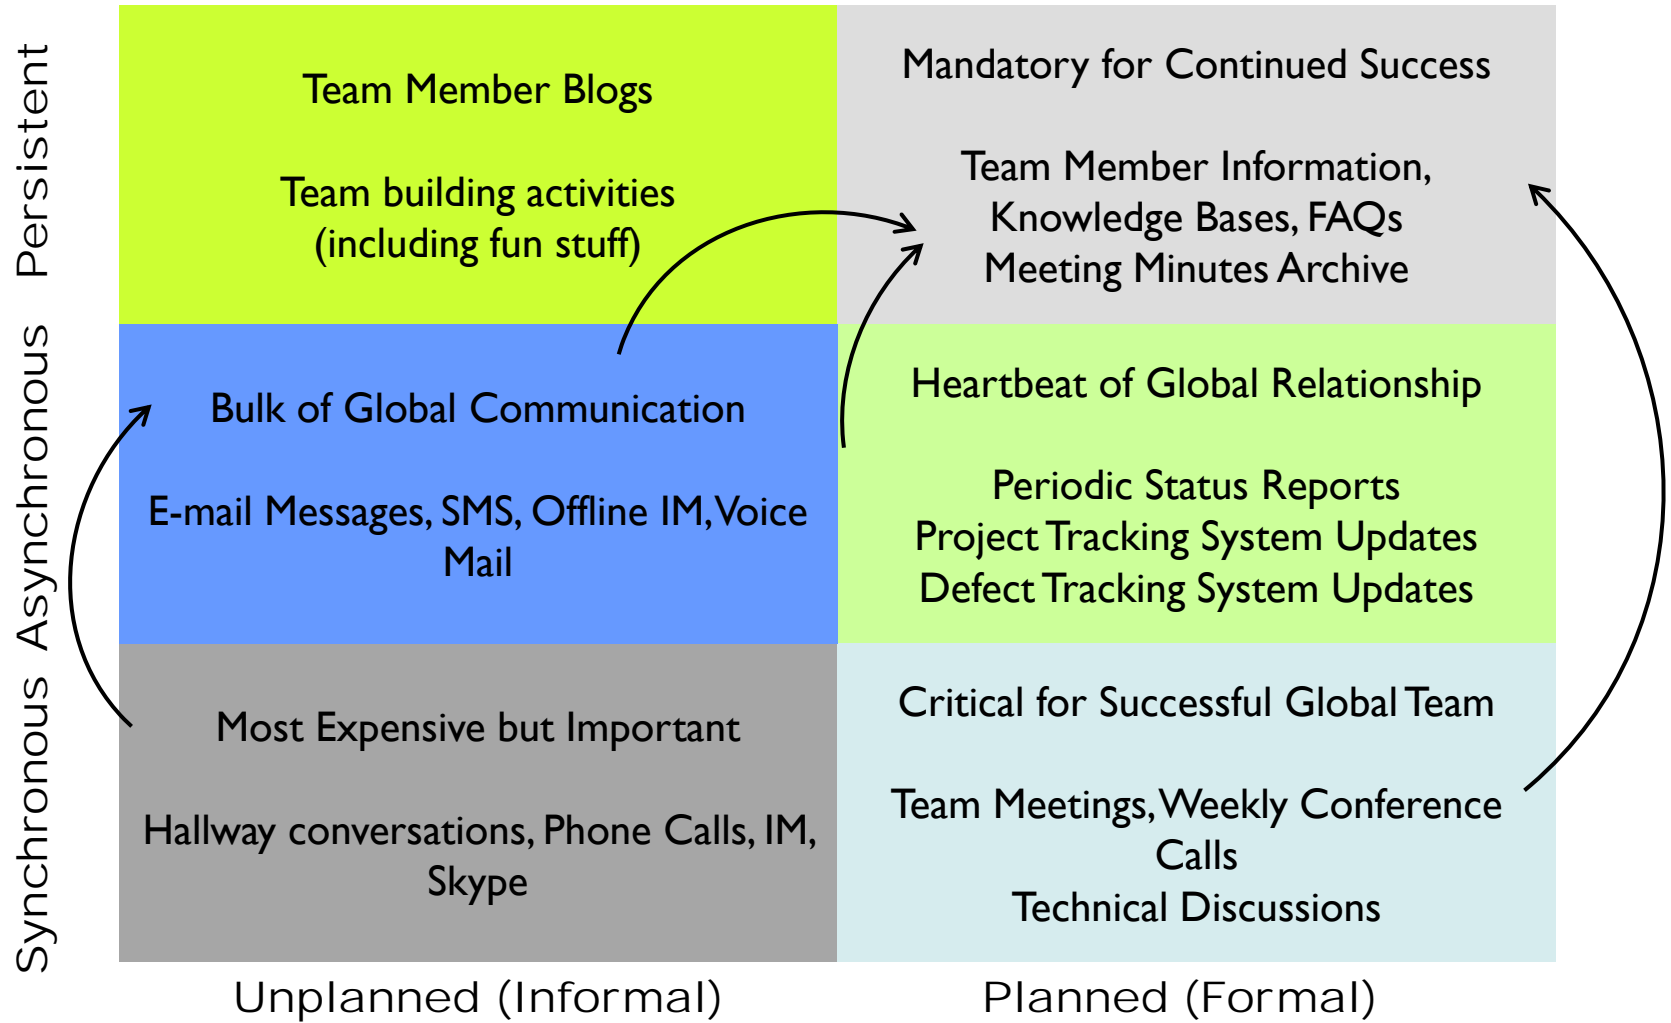 Persistent
Team Member Blogs
Team building activities
(including fun stuff)
Mandatory for Continued Success
Team Member Information,
Knowledge Bases, FAQs
Meeting Minutes Archive
Asynchronous
Bulk of Global Communication
E-mail Messages, SMS, Offline IM, Voice
Mail
Heartbeat of Global Relationship
Periodic Status Reports
Project Tracking System Updates
Defect Tracking System Updates
Synchronous
Most Expensive but Important
Hallway conversations, Phone Calls, IM,
Skype
Critical for Successful Global Team
Team Meetings, Weekly Conference
Calls
Technical Discussions
Unplanned (Informal)
Planned (Formal)